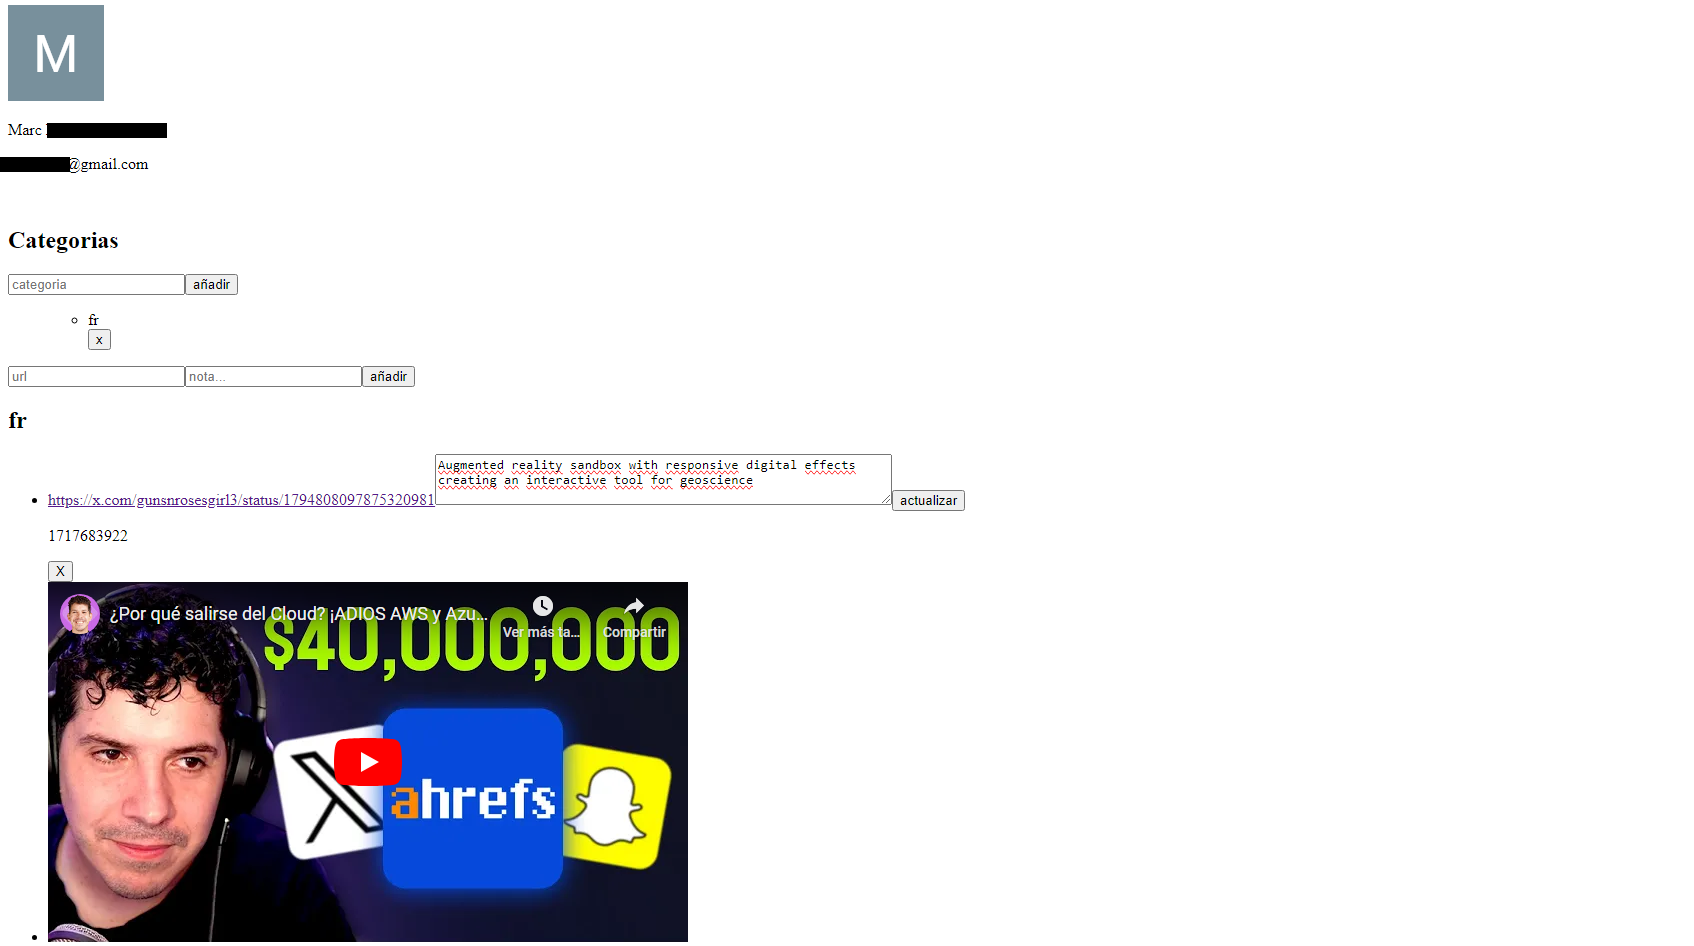 M
Marc
@gmail.com
Categorias
categoria añadir
fr
x
url nota... añadir
fr
https://x.com/gunsnrosesgirl3/status/1794808097875320981
Augmented reality sandbox with responsive digital effects
creating an interactive tool for geoscience
actualizar
1717683922
X
¿Por qué salirse del Cloud? ¡ADIOS AWS y Azu...
Ver más ta...
Compartir
$40,000,000
X
ahrefs